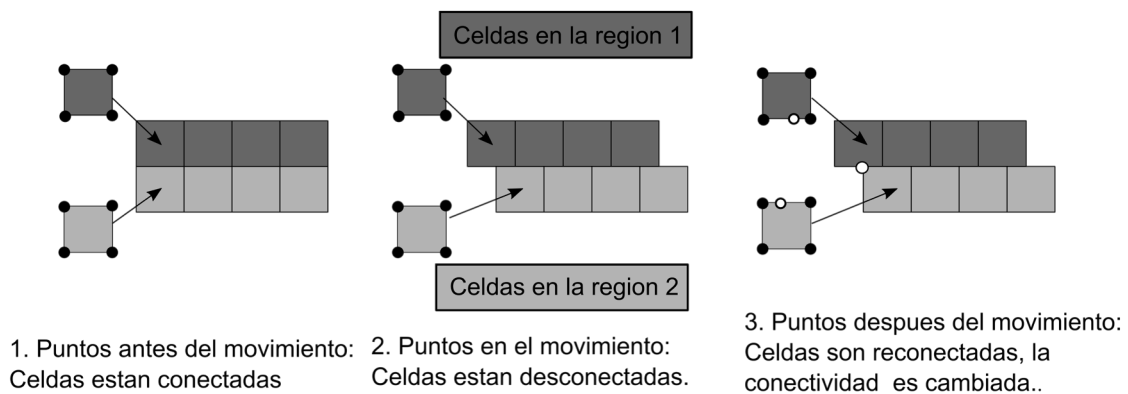 Celdas en la region 1
Celdas en la region 2
1. Puntos antes del movimiento:
Celdas estan conectadas
2. Puntos en el movimiento:
Celdas estan desconectadas.
3. Puntos despues del movimiento:
Celdas son reconectadas, la
conectividad es cambiada..